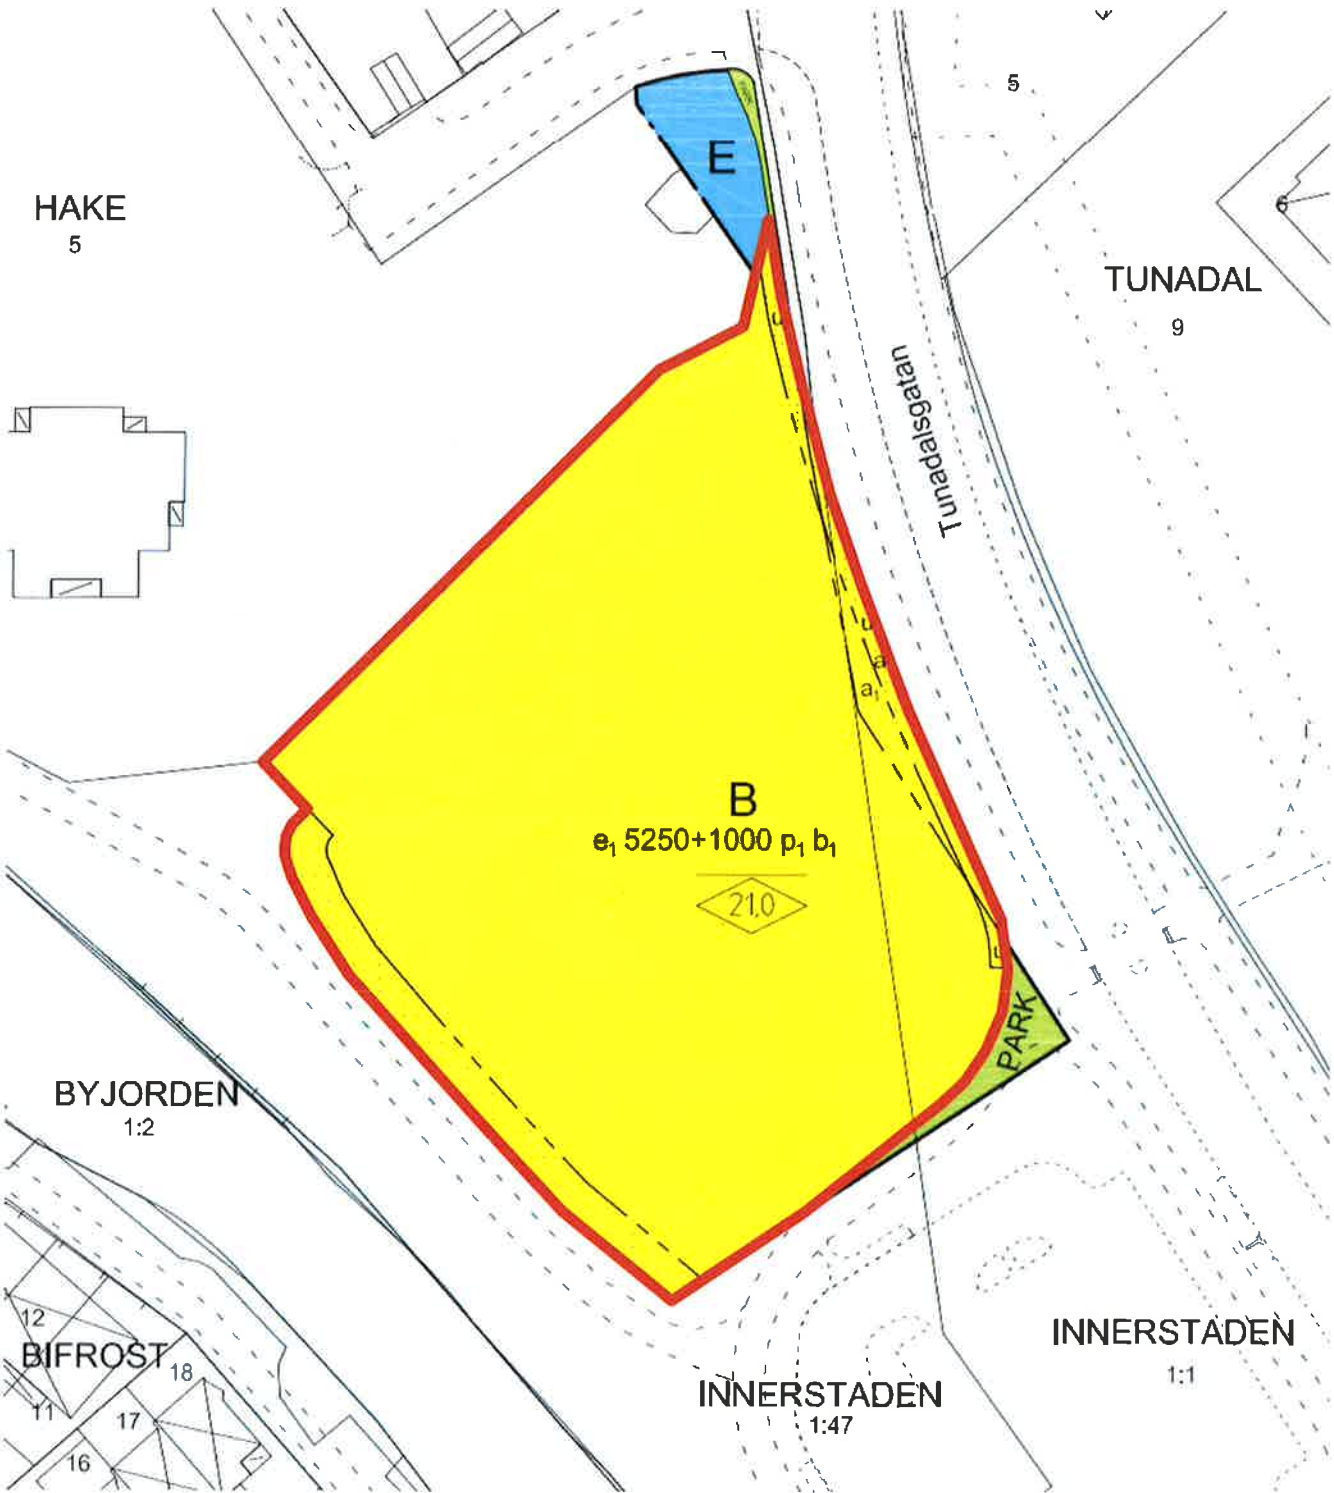 5
E
HAKE
5
6
TUNADAL
9
u
Tunadalsgatan
u
a
a₁
B
e₁ 5250+1000 p₁ b₁
21,0
PARK
BYJORDEN
1:2
12
BIFROST
18
11
17
16
INNERSTADEN
1:1
INNERSTADEN
1:47